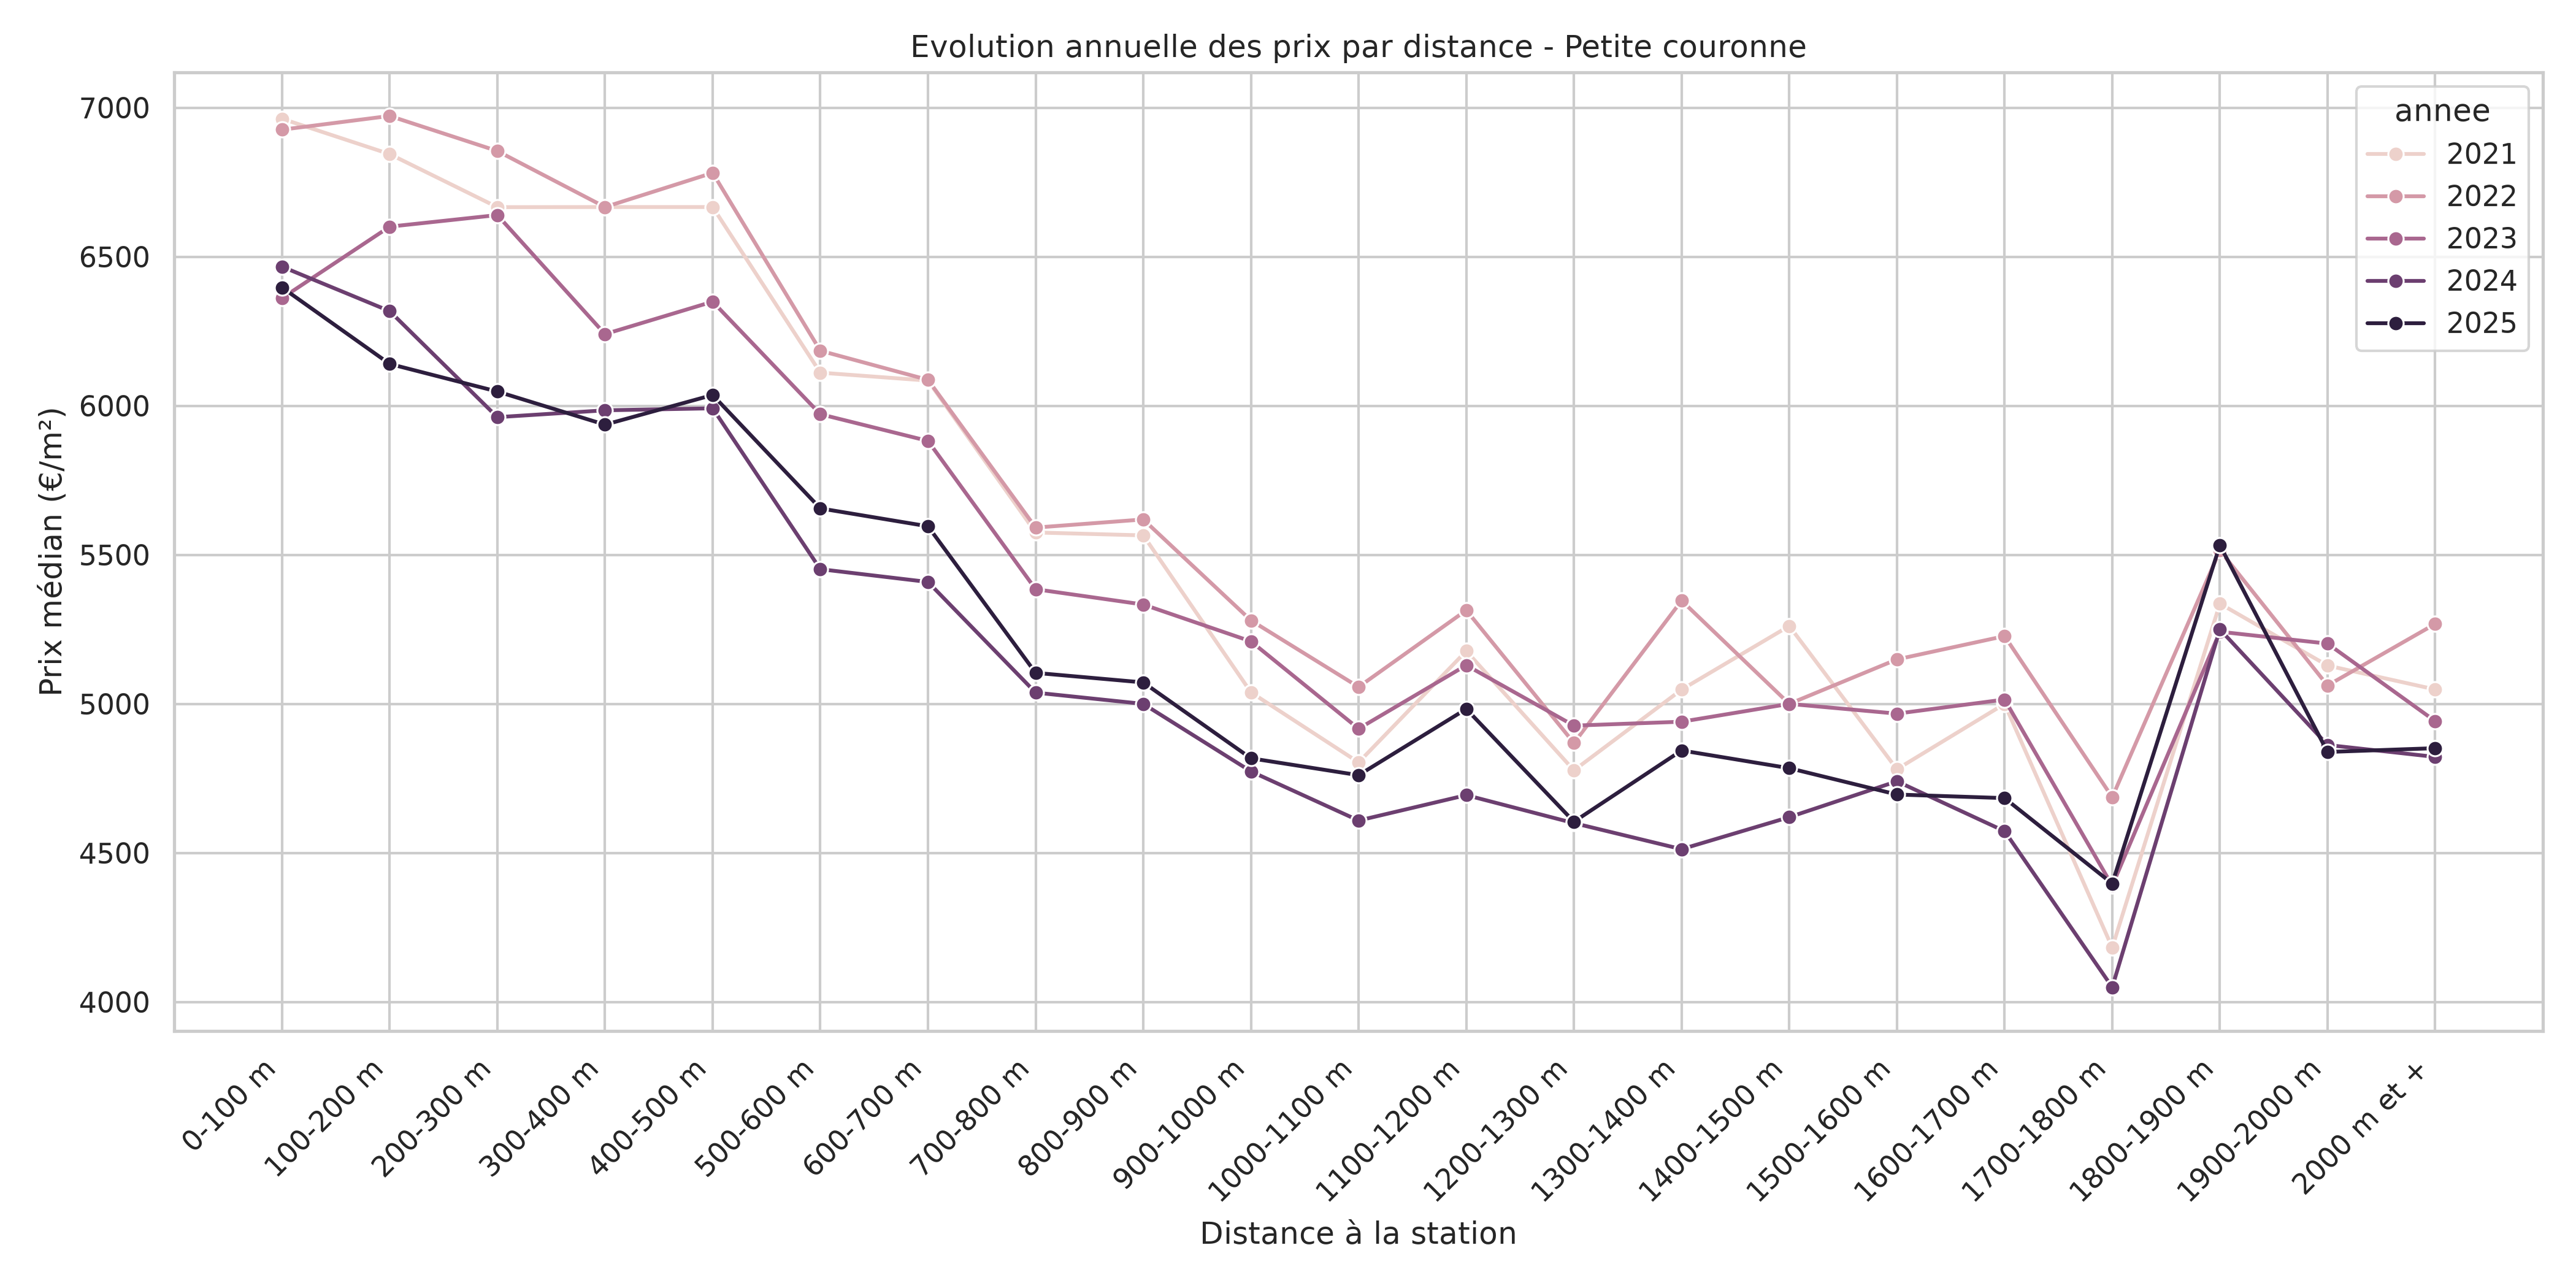 Evolution annuelle des prix par distance - Petite couronne
Prix médian (€/m²)
7000
6500
6000
5500
5000
4500
4000
annee
2021
2022
2023
2024
2025
0-100 m
100-200 m
200-300 m
300-400 m
400-500 m
500-600 m
600-700 m
700-800 m
800-900 m
900-1000 m
1000-1100 m
1100-1200 m
1200-1300 m
1300-1400 m
1400-1500 m
1500-1600 m
1600-1700 m
1700-1800 m
1800-1900 m
1900-2000 m
2000 m et +
Distance à la station